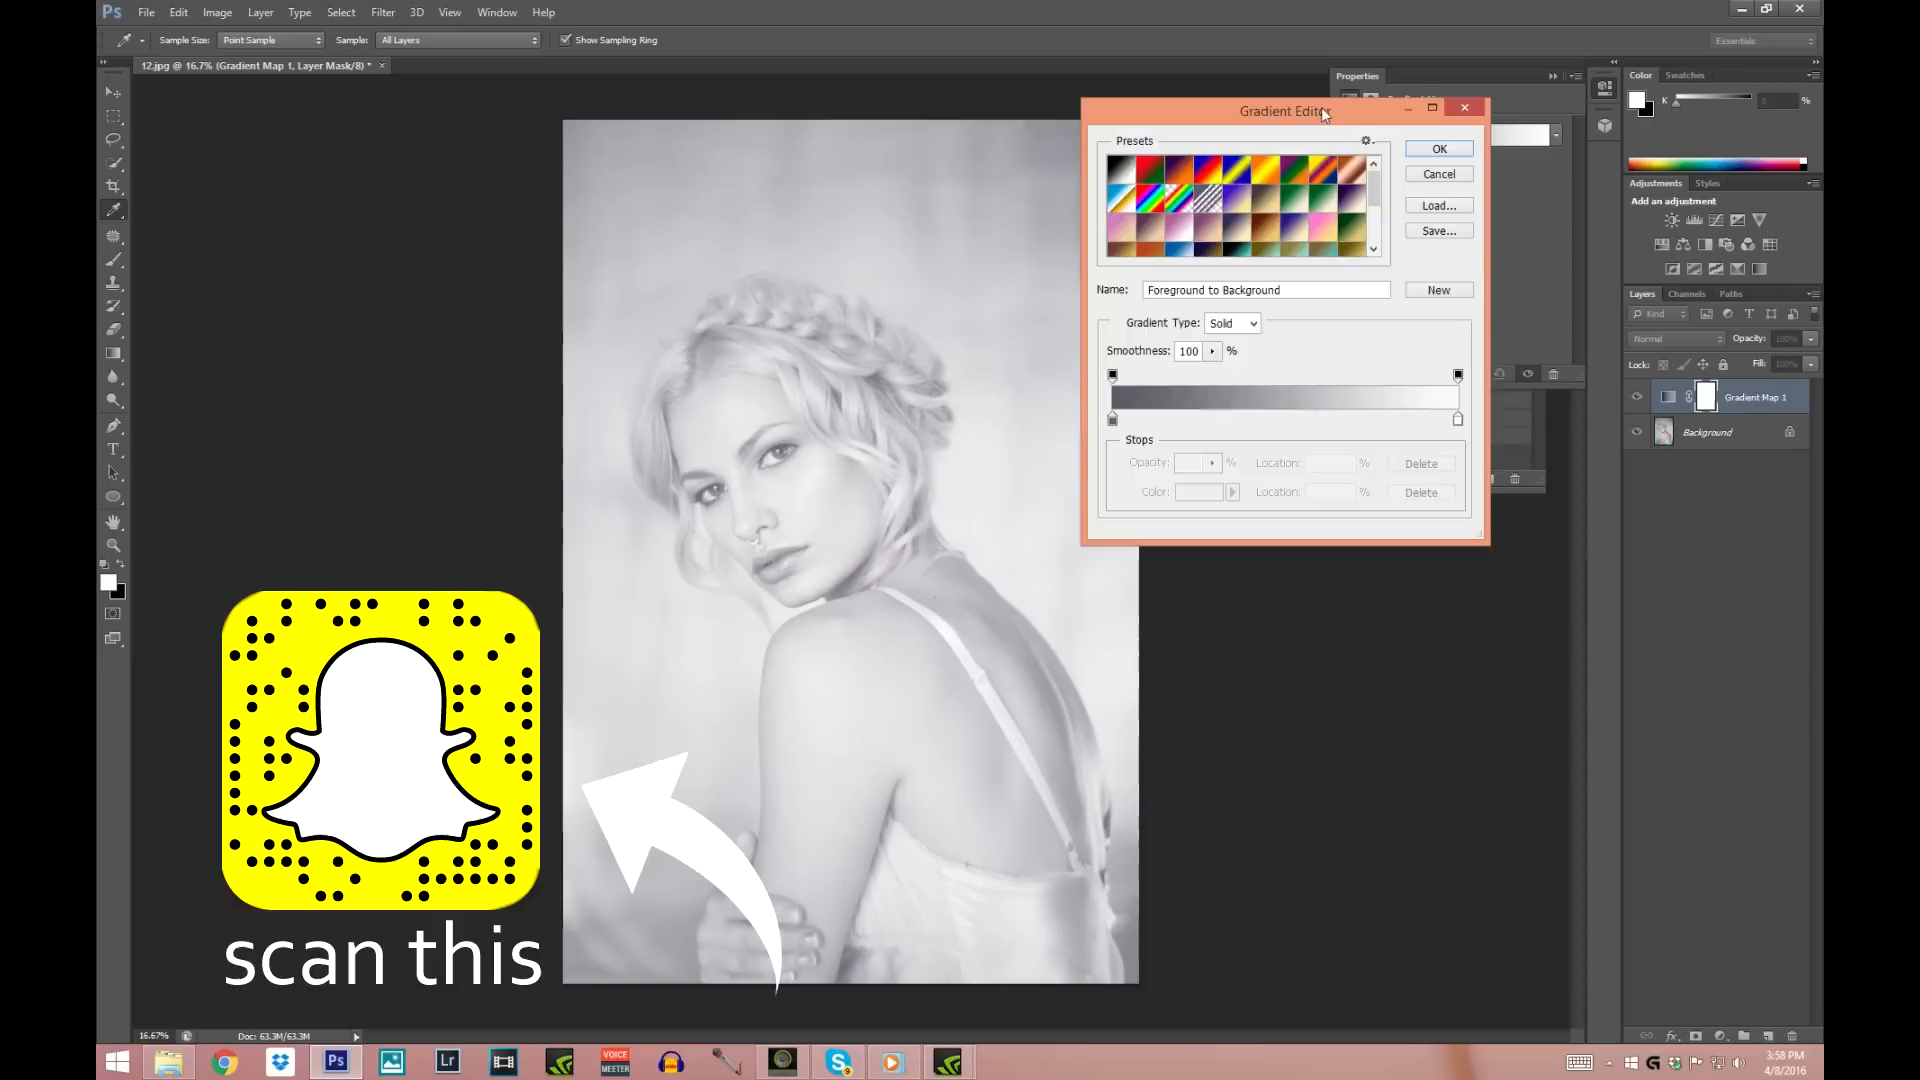 Ps File Edit Image Layer Type Select Filter 3D View Window Help
Sample Size: Point Sample Sample: All Layers Show Sampling Ring Essentials
12.jpg @ 16.7% (Gradient Map 1, Layer Mask/8) * ×
Properties
Color Swatches
K %
Gradient Editor
Presets
OK
Cancel
Load...
Save...
Name: Foreground to Background New
Gradient Type: Solid
Smoothness: 100 %
Stops
Opacity: % Location: % Delete
Color: Location: % Delete
Adjustments Styles
Add an adjustment
Layers Channels Paths
Kind
Normal Opacity: 100%
Lock: Fill: 100%
Gradient Map 1
Background
scan this
16.67% Doc: 63.3M/63.3M
Ps Lr VOICE MEETER
3:58 PM
4/8/2016